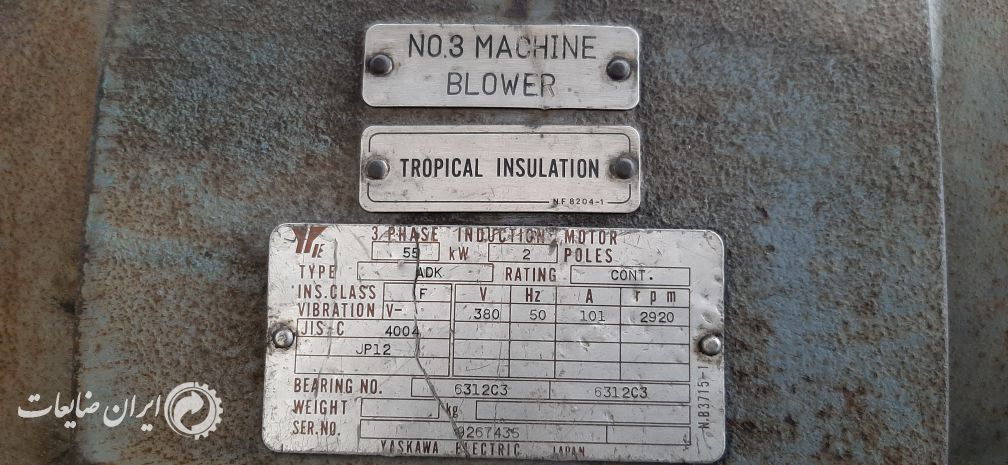 NO.3 MACHINE
BLOWER
TROPICAL INSULATION
N.F 8204-1
3 PHASE INDUCTION MOTOR
55 kW 2 POLES
TYPE ADK RATING CONT.
INS.CLASS F V Hz A rpm
VIBRATION V- 380 50 101 2920
JIS-C 4004
JP12
BEARING NO. 6312C3 6312C3
WEIGHT kg
SER.NO. 9267435
YASKAWA ELECTRIC JAPAN
N.B3715-1
ایران ضایعات